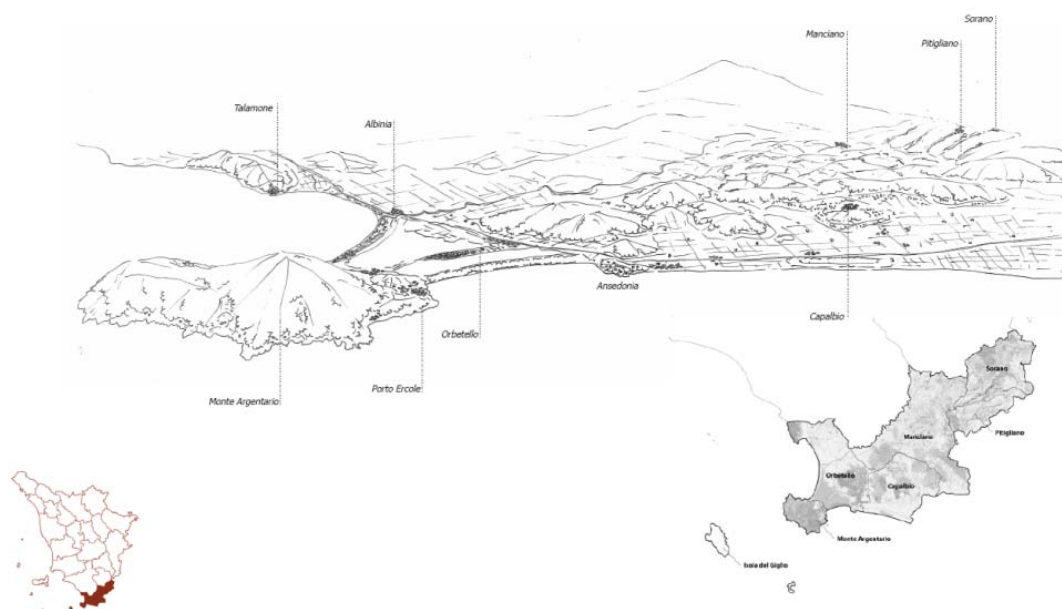 Sorano
Manciano
Pitigliano
Talamone
Albinia
Ansedonia
Orbetello
Capalbio
Porto Ercole
Monte Argentario
Sorano
Pitigliano
Manciano
Orbetello
Capalbio
Monte Argentario
Isola del Giglio